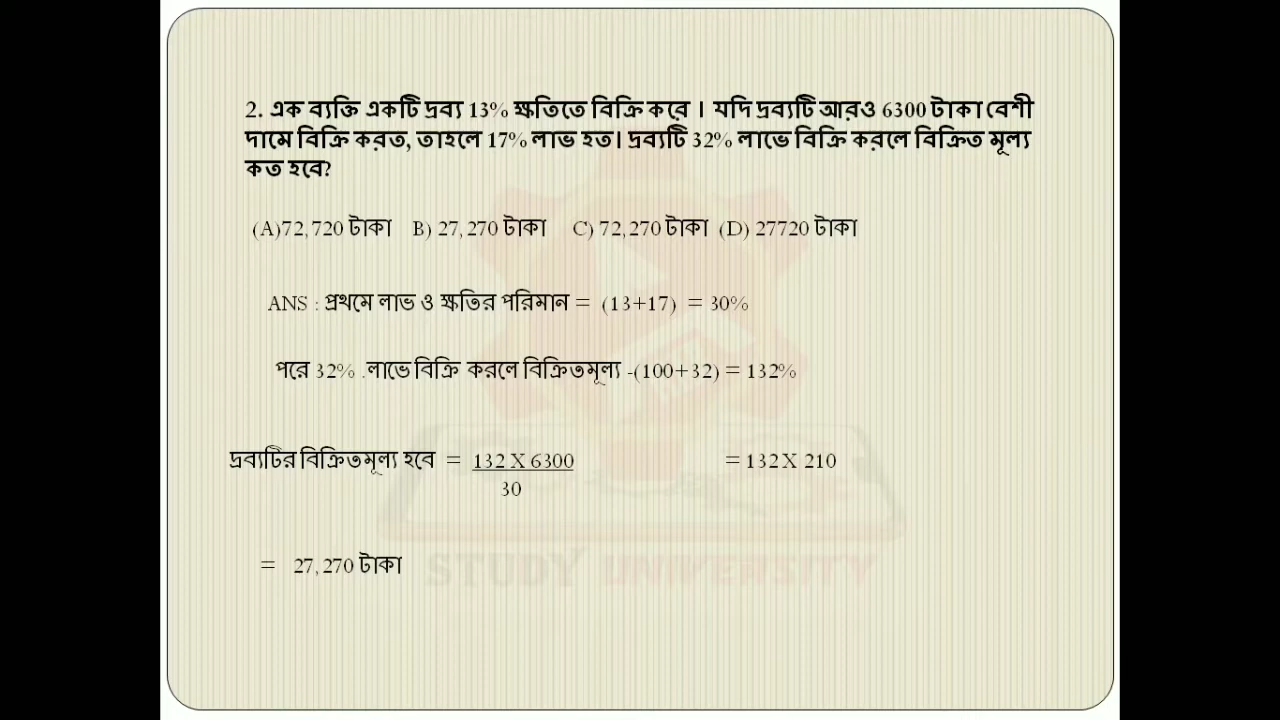 2. এক ব্যক্তি একটি দ্রব্য 13% ক্ষতিতে বিক্রি করে । যদি দ্রব্যটি আরও 6300 টাকা বেশী
দামে বিক্রি করত, তাহলে 17% লাভ হত। দ্রব্যটি 32% লাভে বিক্রি করলে বিক্রিত মূল্য
কত হবে?
(A)72,720 টাকা B) 27,270 টাকা C) 72,270 টাকা (D) 27720 টাকা
ANS : প্রথমে লাভ ও ক্ষতির পরিমান = (13+17) = 30%
পরে 32% .লাভে বিক্রি করলে বিক্রিতমূল্য -(100+32) = 132%
দ্রব্যটির বিক্রিতমূল্য হবে = 132 X 6300 = 132 X 210
30
= 27,270 টাকা
STUDY UNIVERSITY